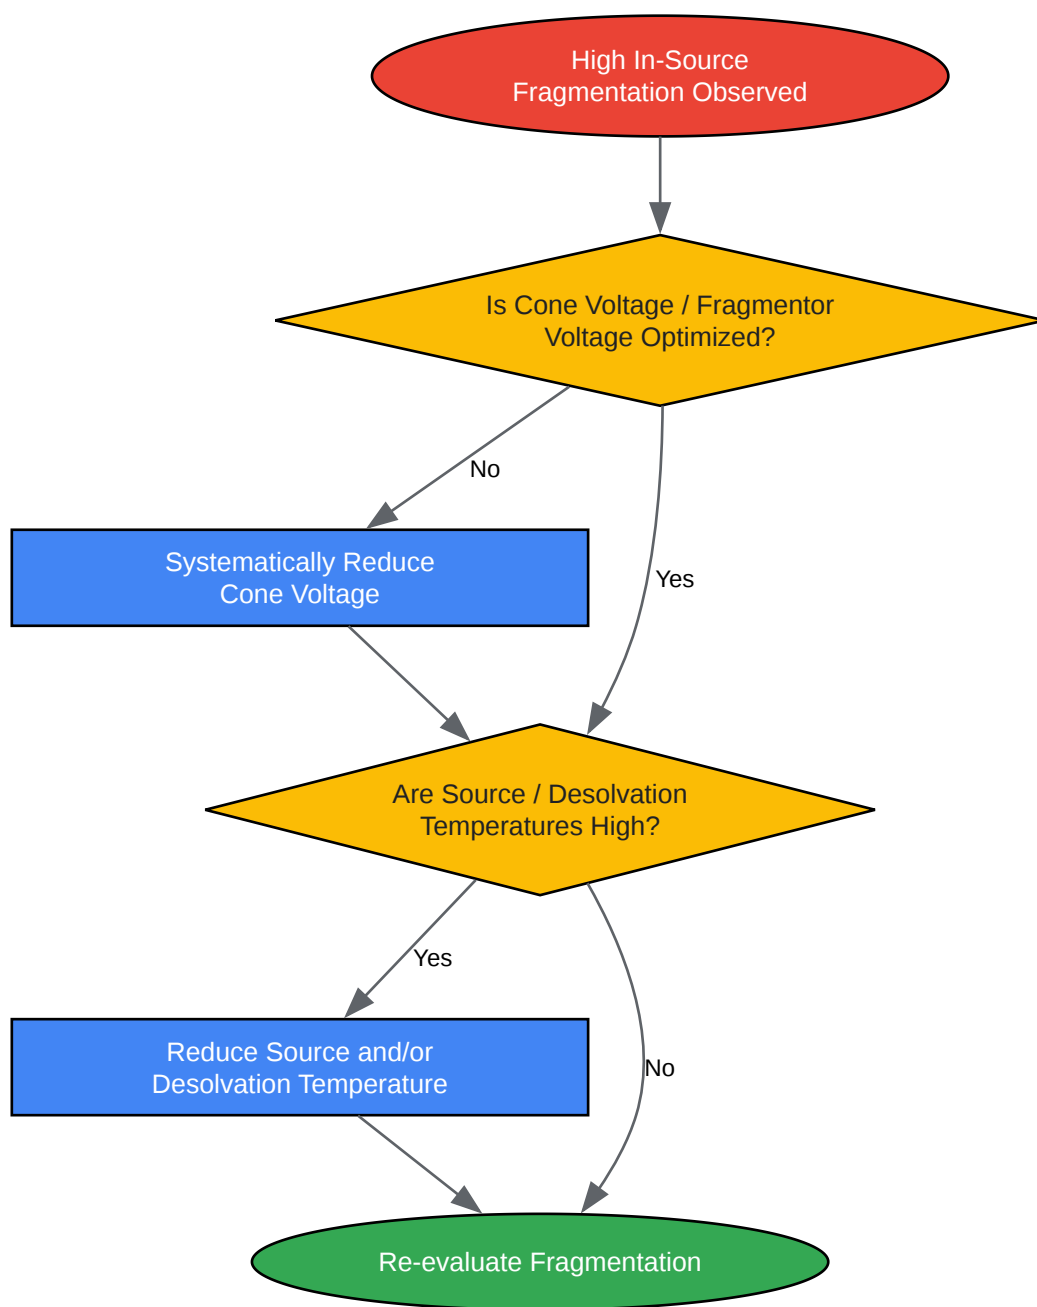 High In-Source
Fragmentation Observed
Is Cone Voltage / Fragmentor
Voltage Optimized?
No
Systematically Reduce
Cone Voltage
Yes
Are Source / Desolvation
Temperatures High?
Yes
Reduce Source and/or
Desolvation Temperature
No
Re-evaluate Fragmentation